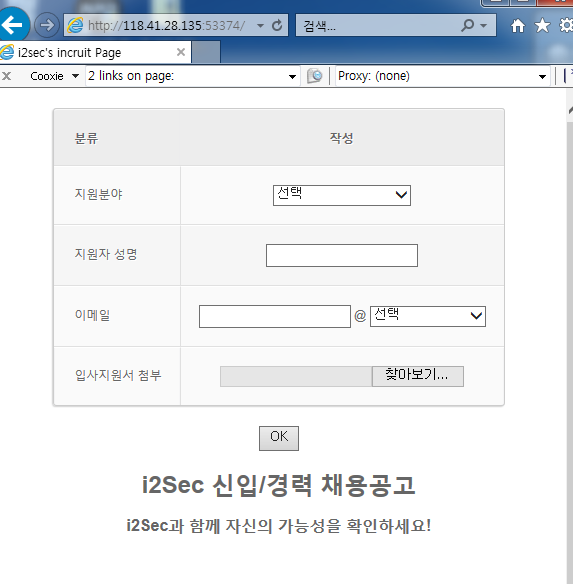 http://118.41.28.135:53374/
검색...
i2sec's incruit Page
x Cooxie 2 links on page: Proxy: (none)
분류 작성
지원분야 선택
지원자 성명
이메일 @ 선택
입사지원서 첨부 찾아보기...
OK
i2Sec 신입/경력 채용공고
i2Sec과 함께 자신의 가능성을 확인하세요!